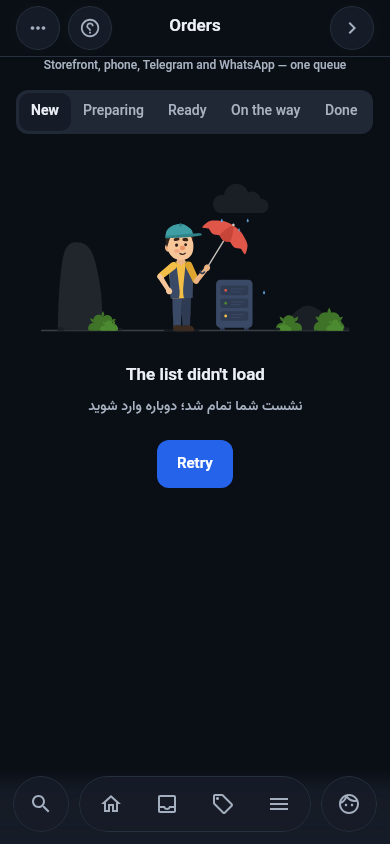 Orders
Storefront, phone, Telegram and WhatsApp — one queue
New Preparing Ready On the way Done
The list didn't load
نشست شما تمام شد؛ دوباره وارد شوید
Retry